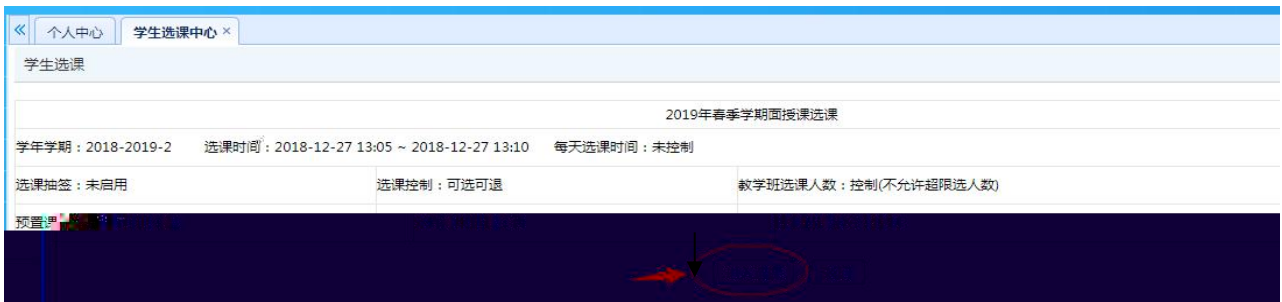 个人中心 学生选课中心
学生选课
2019年春季学期面授课选课
学年学期：2018-2019-2 选课时间：2018-12-27 13:05 ~ 2018-12-27 13:10 每天选课时间：未控制
选课抽签：未启用 选课控制：可选可退 教学班选课人数：控制(不允许超限选人数)
预置课